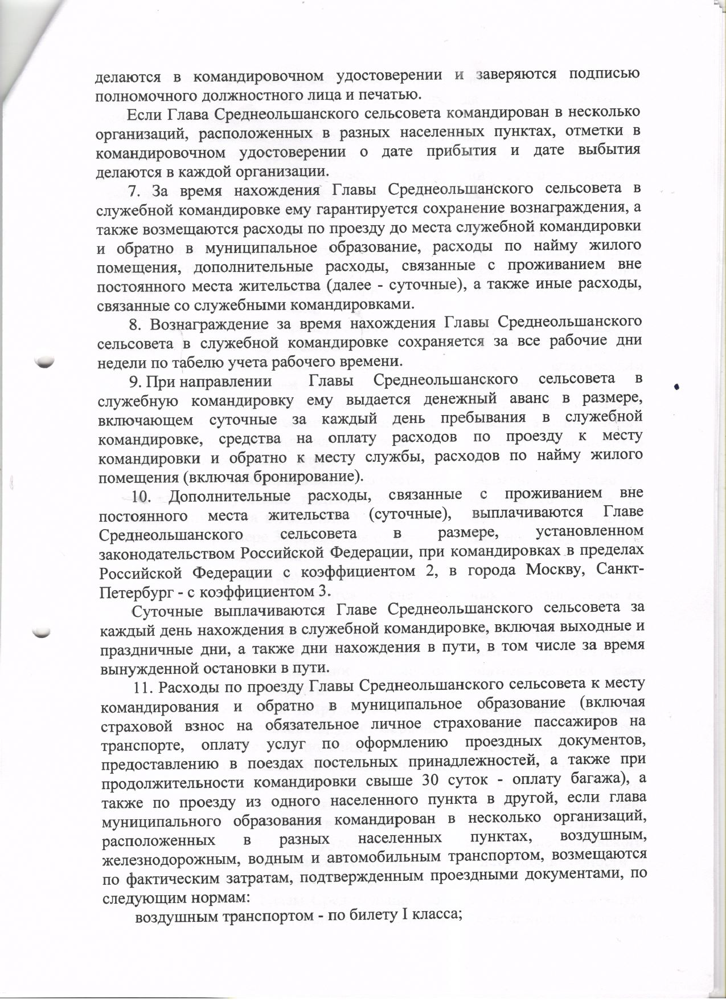 делаются в командировочном удостоверении и заверяются подписью
полномочного должностного лица и печатью.
Если Глава Среднеольшанского сельсовета командирован в несколько
организаций, расположенных в разных населенных пунктах, отметки в
командировочном удостоверении о дате прибытия и дате выбытия
делаются в каждой организации.
7. За время нахождения Главы Среднеольшанского сельсовета в
служебной командировке ему гарантируется сохранение вознаграждения, а
также возмещаются расходы по проезду до места служебной командировки
и обратно в муниципальное образование, расходы по найму жилого
помещения, дополнительные расходы, связанные с проживанием вне
постоянного места жительства (далее - суточные), а также иные расходы,
связанные со служебными командировками.
8. Вознаграждение за время нахождения Главы Среднеольшанского
сельсовета в служебной командировке сохраняется за все рабочие дни
недели по табелю учета рабочего времени.
9. При направлении Главы Среднеольшанского сельсовета в
служебную командировку ему выдается денежный аванс в размере,
включающем суточные за каждый день пребывания в служебной
командировке, средства на оплату расходов по проезду к месту
командировки и обратно к месту службы, расходов по найму жилого
помещения (включая бронирование).
10. Дополнительные расходы, связанные с проживанием вне
постоянного места жительства (суточные), выплачиваются Главе
Среднеольшанского сельсовета в размере, установленном
законодательством Российской Федерации, при командировках в пределах
Российской Федерации с коэффициентом 2, в города Москву, Санкт-
Петербург - с коэффициентом 3.
Суточные выплачиваются Главе Среднеольшанского сельсовета за
каждый день нахождения в служебной командировке, включая выходные и
праздничные дни, а также дни нахождения в пути, в том числе за время
вынужденной остановки в пути.
11. Расходы по проезду Главы Среднеольшанского сельсовета к месту
командирования и обратно в муниципальное образование (включая
страховой взнос на обязательное личное страхование пассажиров на
транспорте, оплату услуг по оформлению проездных документов,
предоставлению в поездах постельных принадлежностей, а также при
продолжительности командировки свыше 30 суток - оплату багажа), а
также по проезду из одного населенного пункта в другой, если глава
муниципального образования командирован в несколько организаций,
расположенных в разных населенных пунктах, воздушным,
железнодорожным, водным и автомобильным транспортом, возмещаются
по фактическим затратам, подтвержденным проездными документами, по
следующим нормам:
воздушным транспортом - по билету I класса;